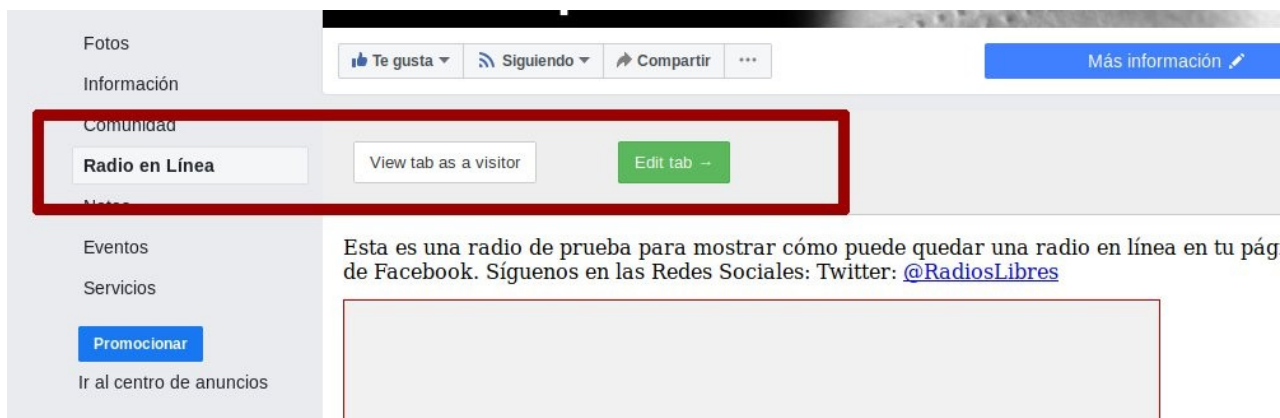 Fotos
Te gusta Siguiendo Compartir ...
Más información
Información
Comunidad
Radio en Línea
View tab as a visitor Edit tab →
Notas
Eventos
Esta es una radio de prueba para mostrar cómo puede quedar una radio en línea en tu pág
de Facebook. Síguenos en las Redes Sociales: Twitter: @RadiosLibres
Servicios
Promocionar
Ir al centro de anuncios